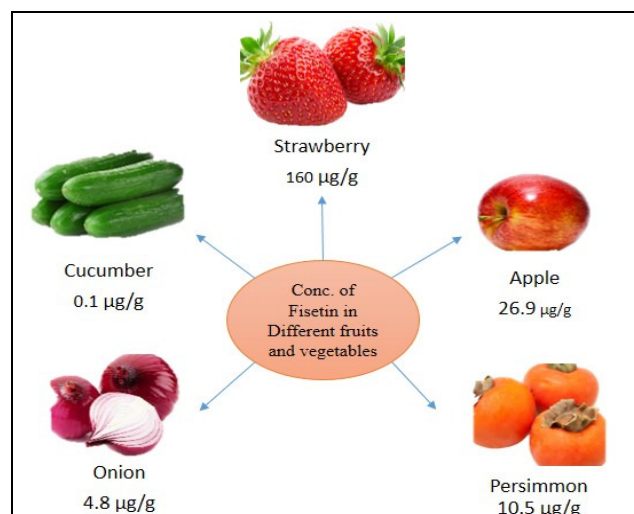 Strawberry
160 µg/g
Cucumber
0.1 µg/g
Apple
26.9 µg/g
Conc. of
Fisetin in
Different fruits
and vegetables
Onion
4.8 µg/g
Persimmon
10.5 µg/g